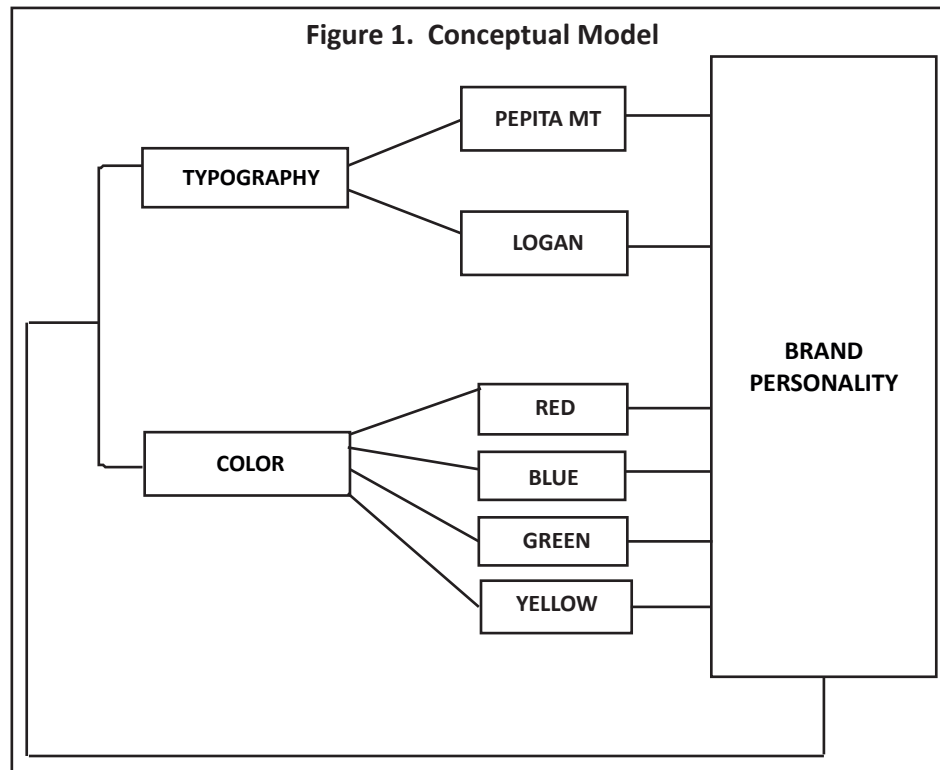 Figure 1. Conceptual Model
PEPITA MT
TYPOGRAPHY
LOGAN
BRAND
PERSONALITY
RED
COLOR
BLUE
GREEN
YELLOW